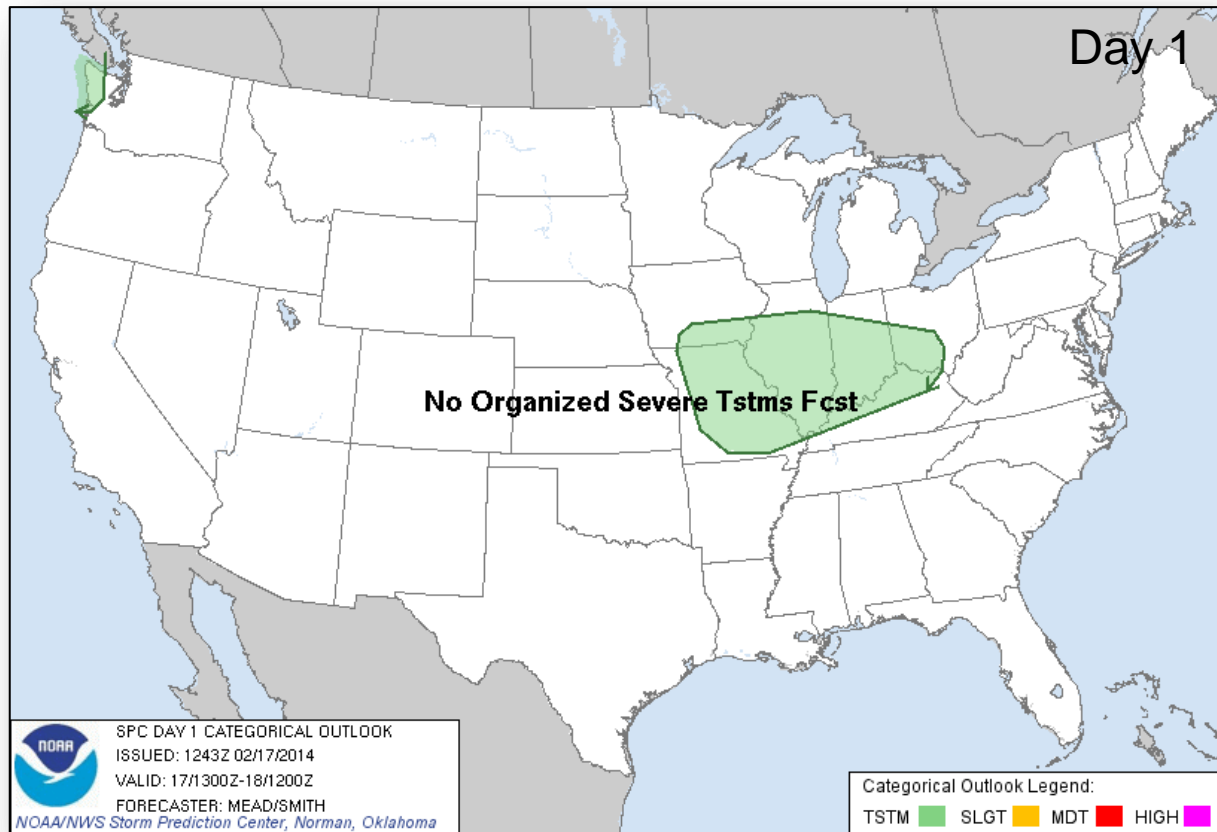 Day 1
No Organized Severe Tstms Fcst
NOAA
SPC DAY 1 CATEGORICAL OUTLOOK
ISSUED: 1243Z 02/17/2014
VALID: 17/1300Z-18/1200Z
FORECASTER: MEAD/SMITH
NOAA/NWS Storm Prediction Center, Norman, Oklahoma
Categorical Outlook Legend:
TSTM SLGT MDT HIGH